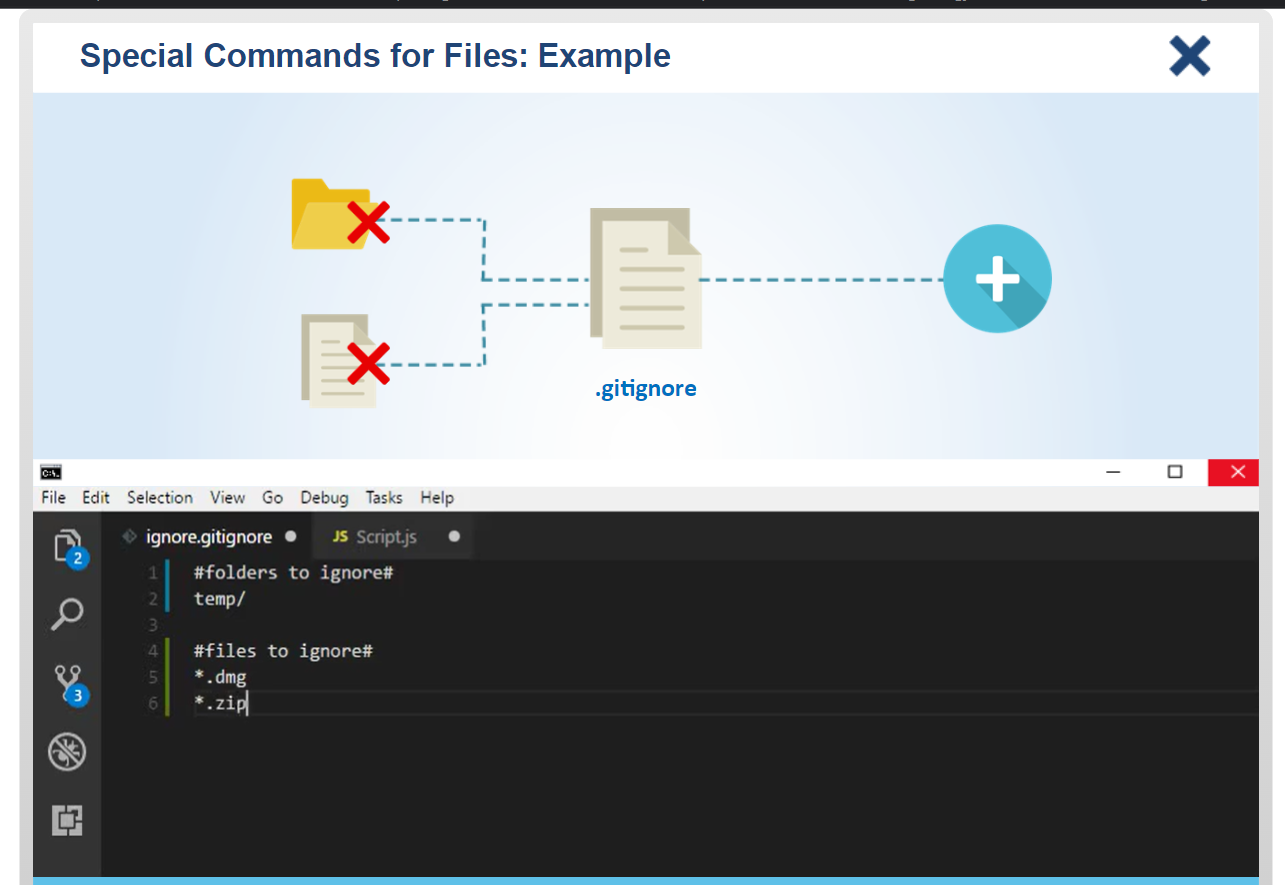 Special Commands for Files: Example
.gitignore
C:\.
File Edit Selection View Go Debug Tasks Help
ignore.gitignore JS Script.js
2
3
1 #folders to ignore#
2 temp/
3
4 #files to ignore#
5 *.dmg
6 *.zip